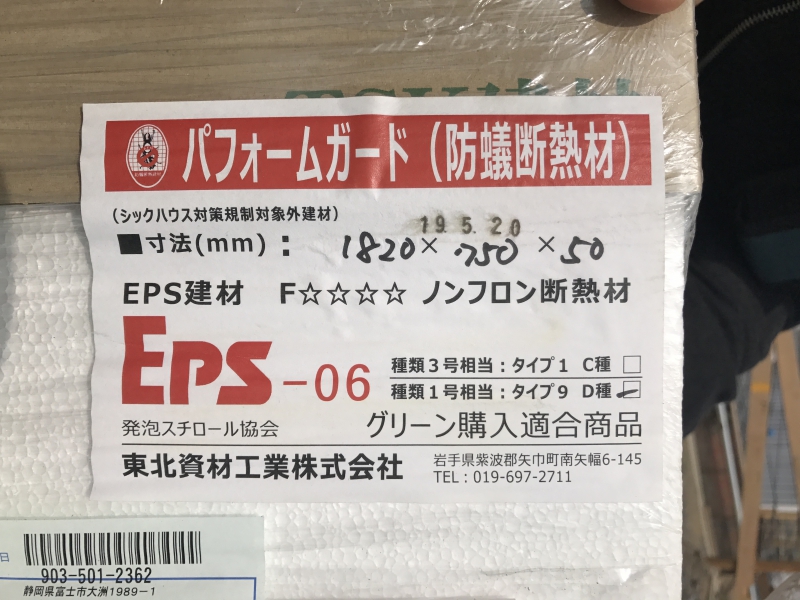 パフォームガード（防蟻断熱材）
（シックハウス対策規制対象外建材）
19.5.20
■寸法(mm)： 1820×750×50
EPS建材 F☆☆☆☆ ノンフロン断熱材
EPS-06
種類３号相当：タイプ１ C種
種類１号相当：タイプ９ D種
発泡スチロール協会
グリーン購入適合商品
東北資材工業株式会社
岩手県紫波郡矢巾町南矢幅6-145
TEL：019-697-2711
日
903-501-2362
静岡県富士市大渕1989-1